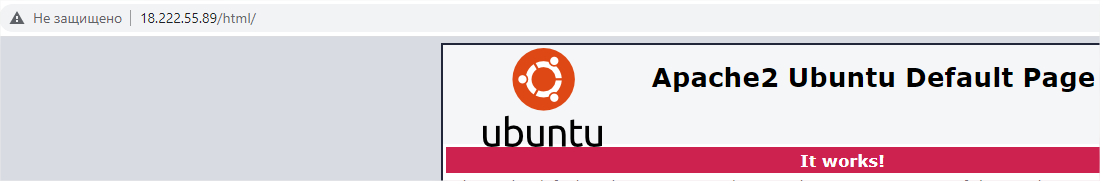 Не защищено | 18.222.55.89/html/
Apache2 Ubuntu Default Page
ubuntu
It works!